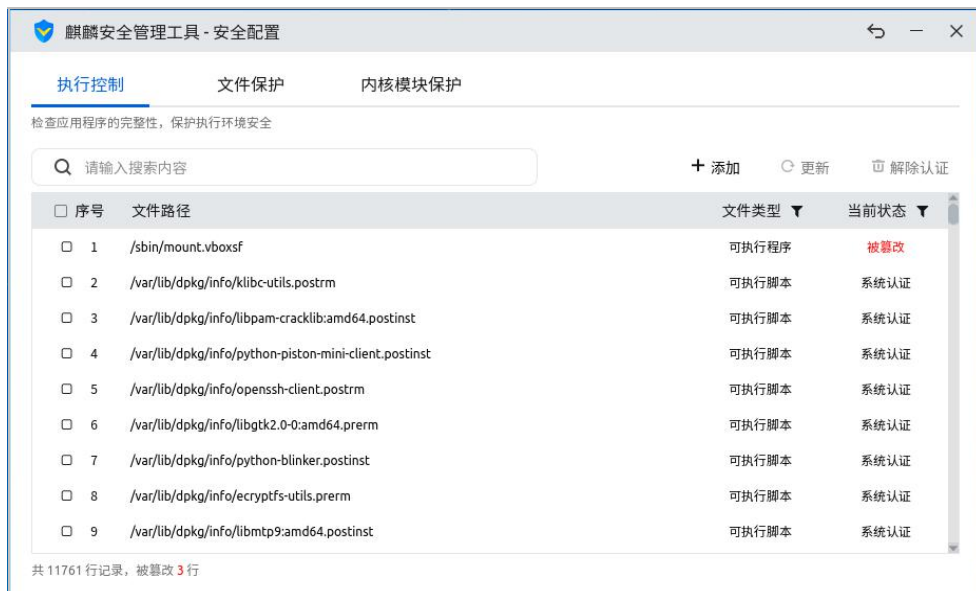 麒麟安全管理工具 - 安全配置
执行控制 文件保护 内核模块保护
检查应用程序的完整性，保护执行环境安全
请输入搜索内容 + 添加 更新 解除认证
序号 文件路径 文件类型 当前状态
1 /sbin/mount.vboxsf 可执行程序 被篡改
2 /var/lib/dpkg/info/klibc-utils.postrm 可执行脚本 系统认证
3 /var/lib/dpkg/info/libpam-cracklib:amd64.postinst 可执行脚本 系统认证
4 /var/lib/dpkg/info/python-piston-mini-client.postinst 可执行脚本 系统认证
5 /var/lib/dpkg/info/openssh-client.postrm 可执行脚本 系统认证
6 /var/lib/dpkg/info/libgtk2.0-0:amd64.prerm 可执行脚本 系统认证
7 /var/lib/dpkg/info/python-blinker.postinst 可执行脚本 系统认证
8 /var/lib/dpkg/info/ecryptfs-utils.prerm 可执行脚本 系统认证
9 /var/lib/dpkg/info/libmtp9:amd64.postinst 可执行脚本 系统认证
共 11761 行记录，被篡改 3 行